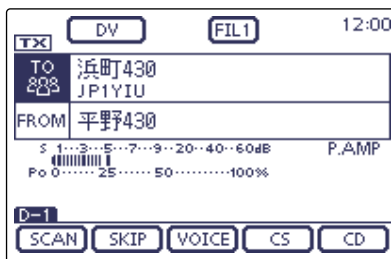 DV FIL1 12:00
TX
TO 浜町430
JP1YIU
FROM 平野430
S 1···3···5···7···9··20··40··60dB P.AMP
Po 0······25······50·········100%
D-1
SCAN SKIP VOICE CS CD